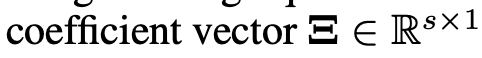 coefficient vector Ξ ∈ ℝ^{s×1}